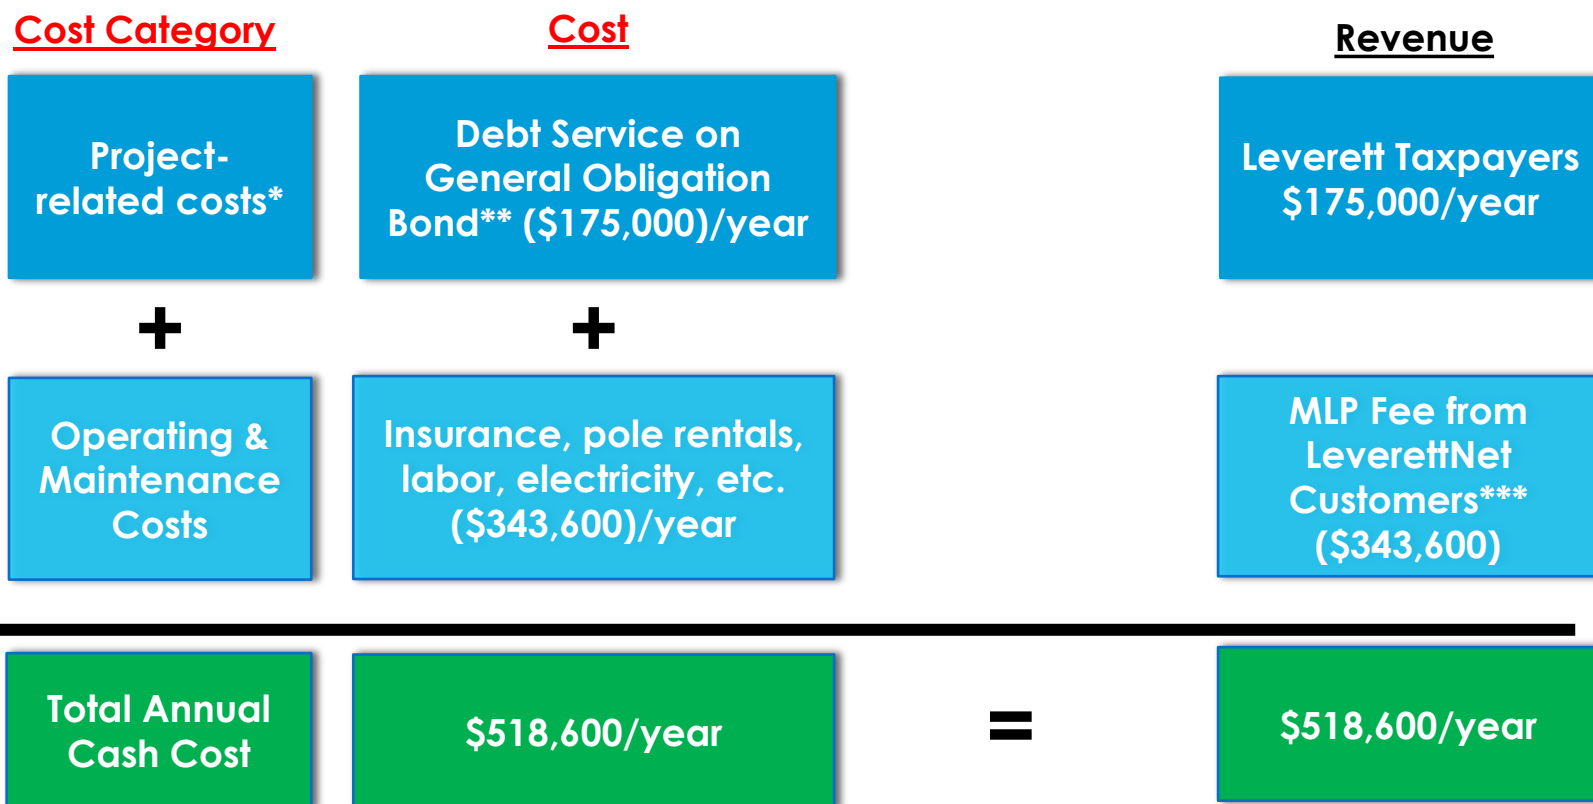 Cost Category
Cost
Revenue
Project-
related costs*
Debt Service on
General Obligation
Bond** ($175,000)/year
Leverett Taxpayers
$175,000/year
+
+
Operating &
Maintenance
Costs
Insurance, pole rentals,
labor, electricity, etc.
($343,600)/year
MLP Fee from
LeverettNet
Customers***
($343,600)
Total Annual
Cash Cost
$518,600/year
=
$518,600/year